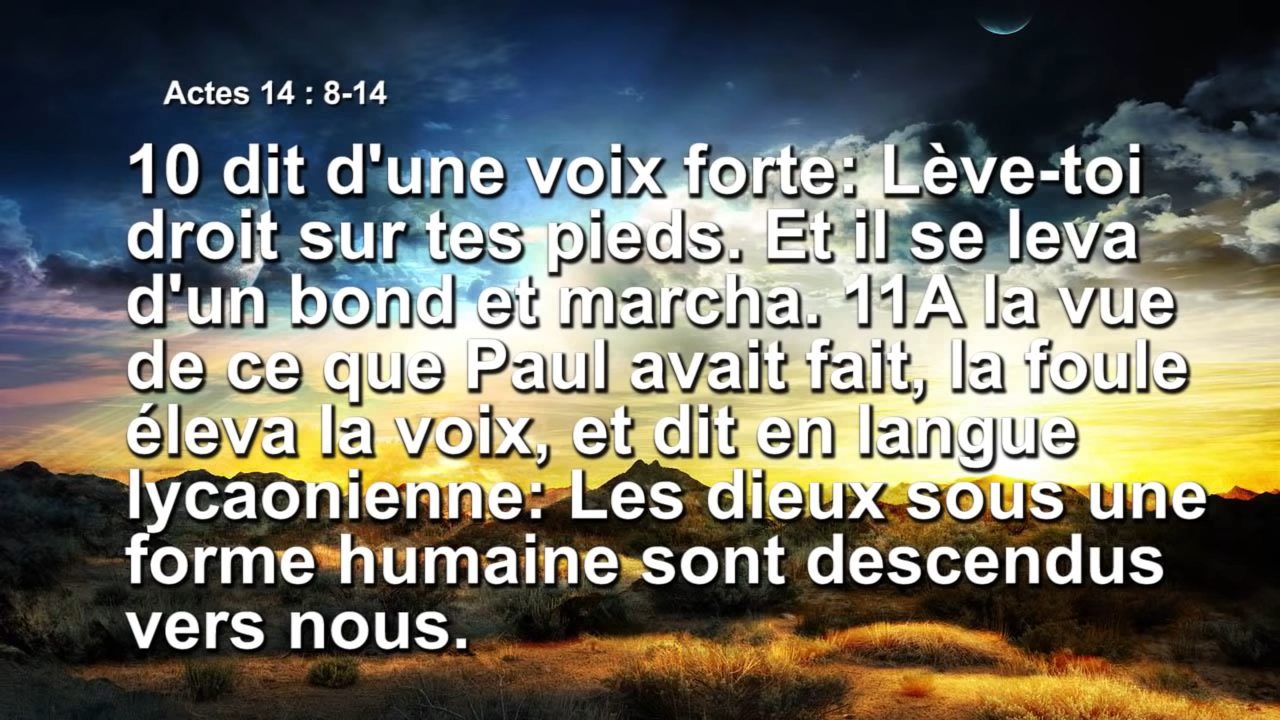 Actes 14 : 8-14
10 dit d'une voix forte: Lève-toi
droit sur tes pieds. Et il se leva
d'un bond et marcha. 11A la vue
de ce que Paul avait fait, la foule
éleva la voix, et dit en langue
lycaonienne: Les dieux sous une
forme humaine sont descendus
vers nous.